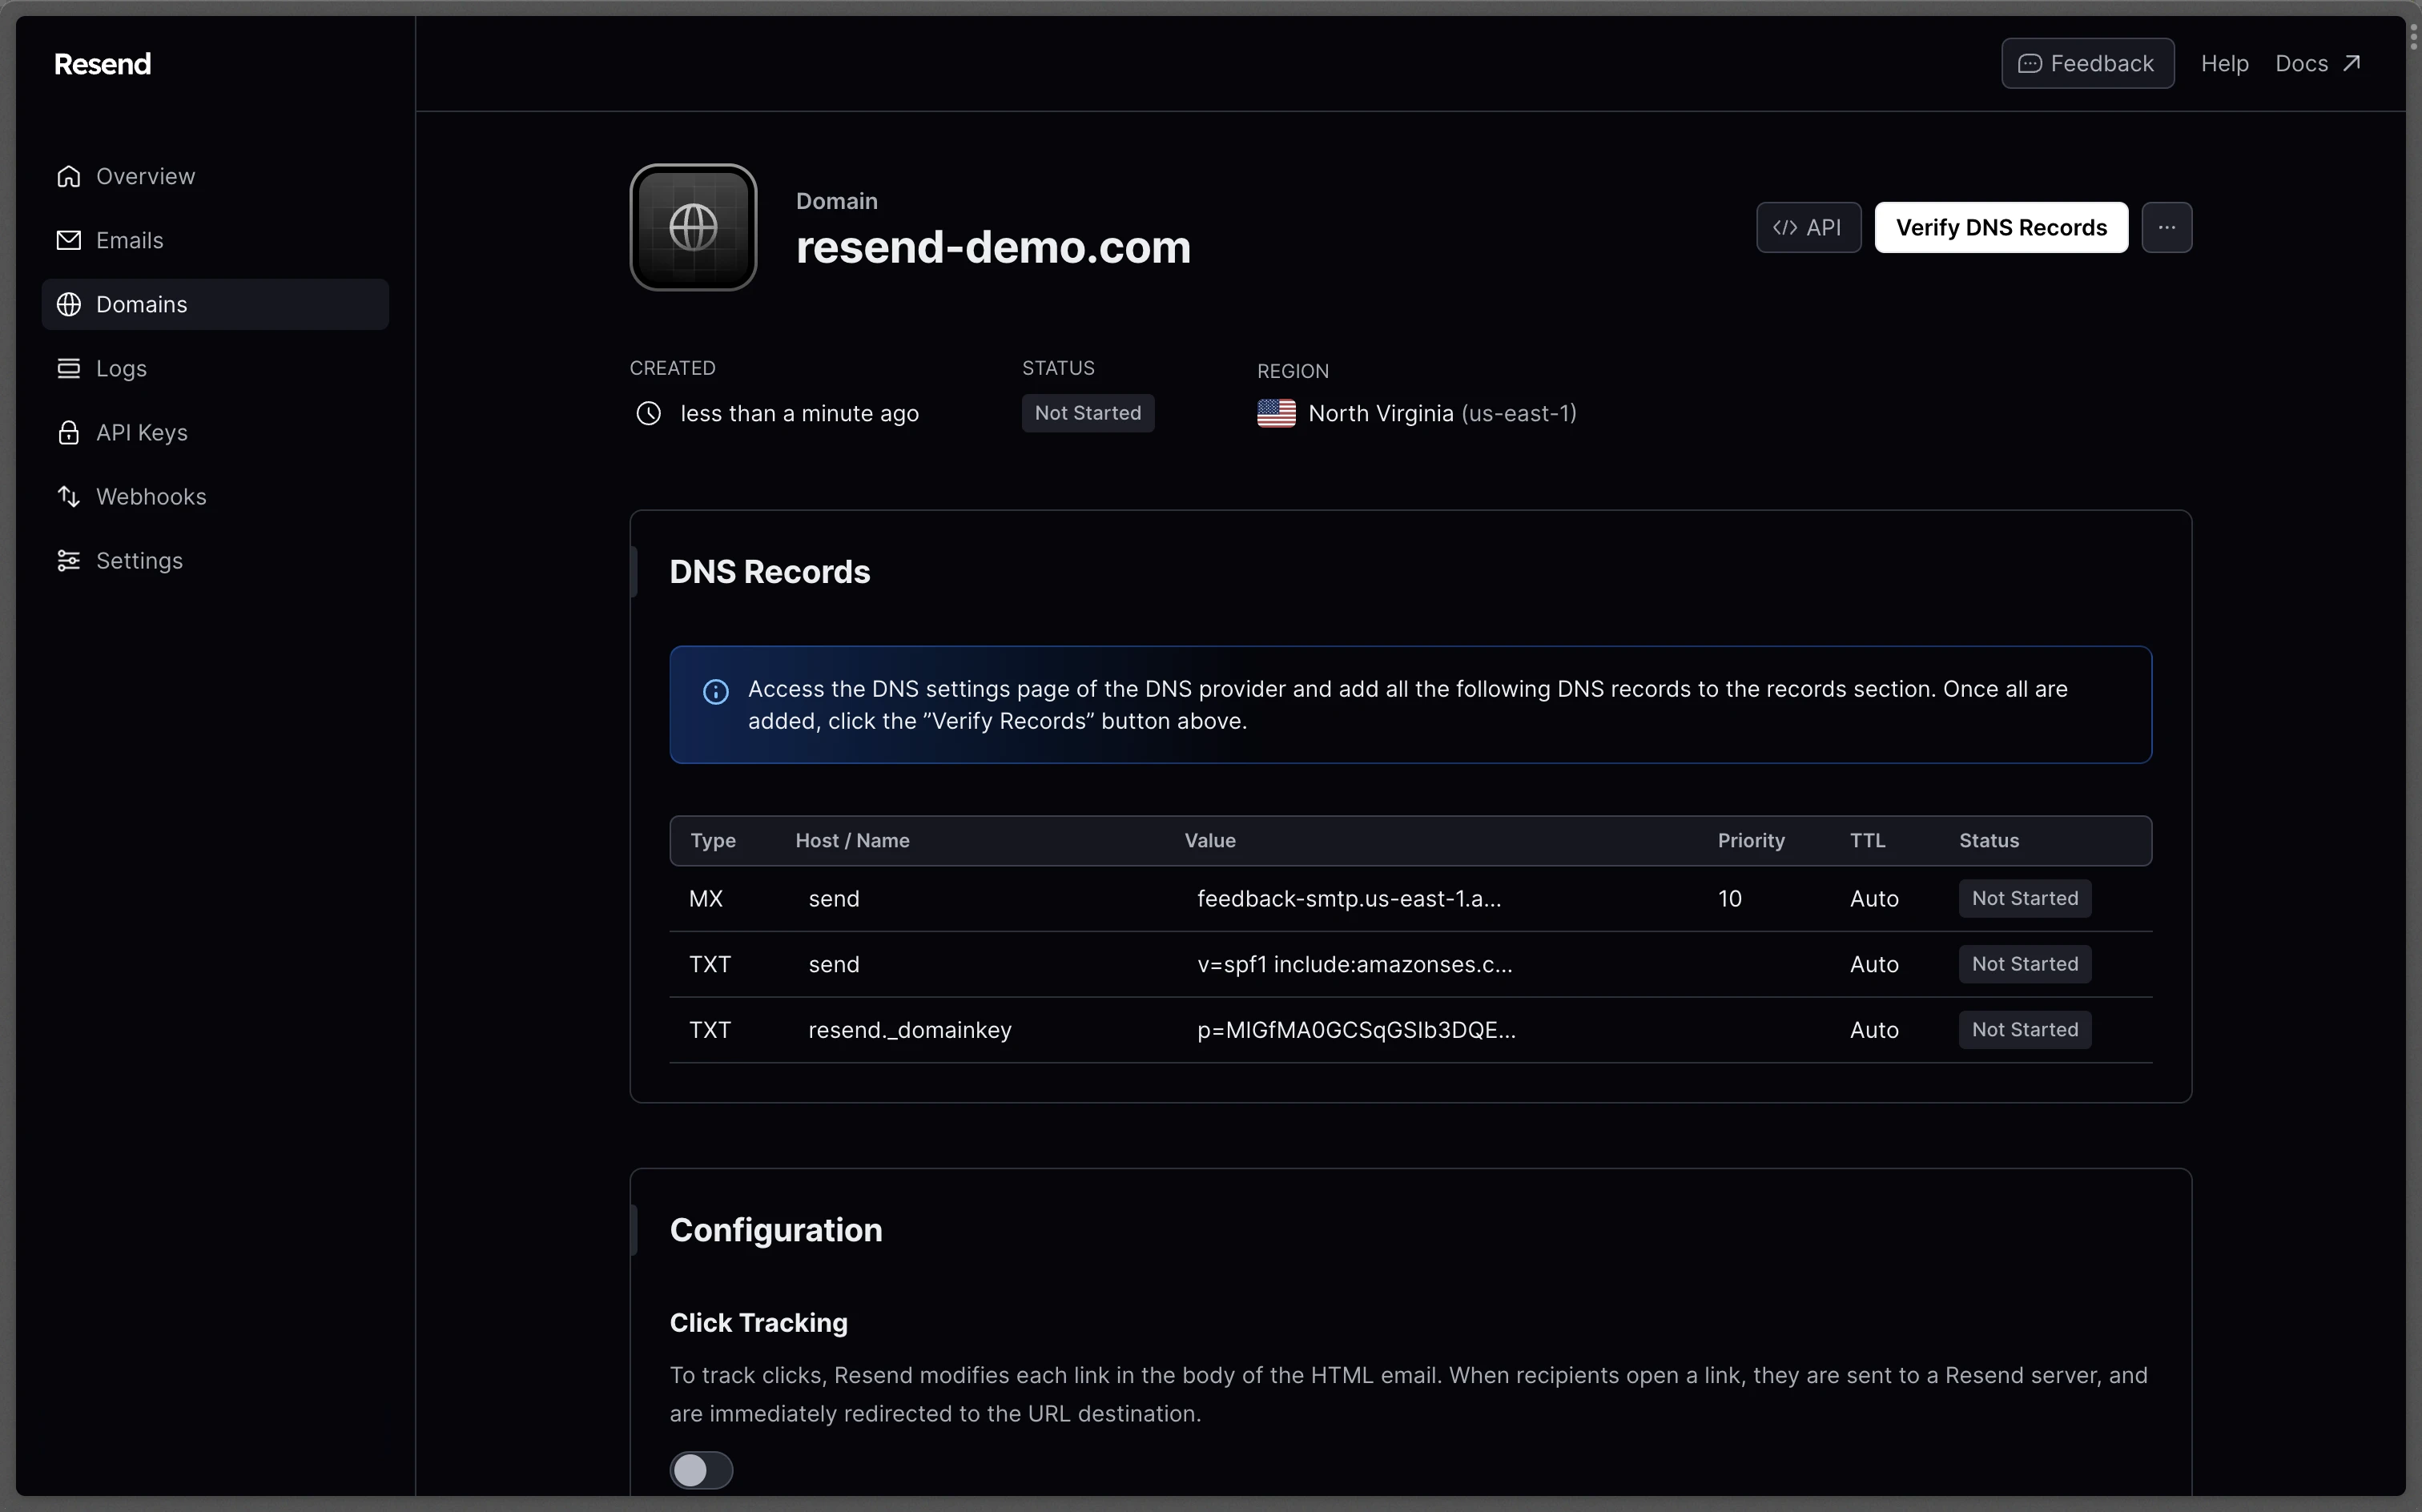 Resend
Feedback
Help
Docs
Overview
Emails
Domains
Logs
API Keys
Webhooks
Settings
Domain
resend-demo.com
API
Verify DNS Records
CREATED
less than a minute ago
STATUS
Not Started
REGION
North Virginia (us-east-1)
DNS Records
Access the DNS settings page of the DNS provider and add all the following DNS records to the records section. Once all are
added, click the ”Verify Records” button above.
Type Host / Name Value Priority TTL Status
MX send feedback-smtp.us-east-1.a... 10 Auto Not Started
TXT send v=spf1 include:amazonses.c... Auto Not Started
TXT resend._domainkey p=MIGfMA0GCSqGSIb3DQE... Auto Not Started
Configuration
Click Tracking
To track clicks, Resend modifies each link in the body of the HTML email. When recipients open a link, they are sent to a Resend server, and
are immediately redirected to the URL destination.